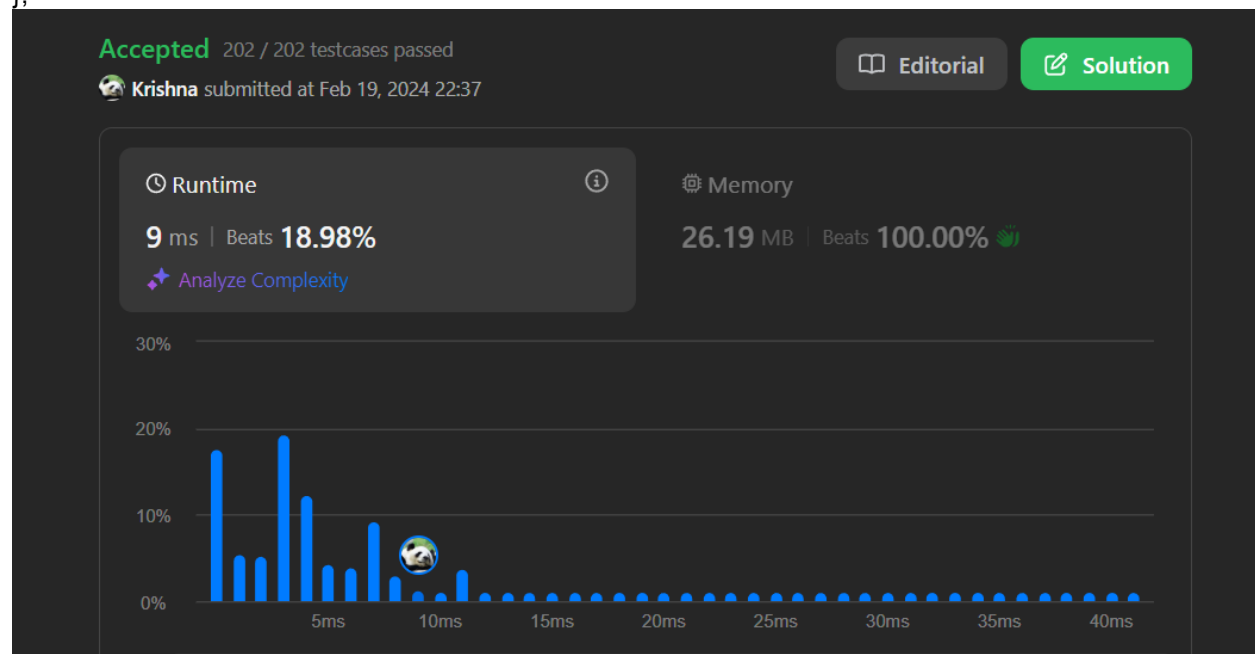 };
Accepted 202 / 202 testcases passed
Editorial
Solution
Krishna submitted at Feb 19, 2024 22:37
Runtime
Memory
9 ms | Beats 18.98%
26.19 MB | Beats 100.00%
Analyze Complexity
30%
20%
10%
0%
5ms 10ms 15ms 20ms 25ms 30ms 35ms 40ms